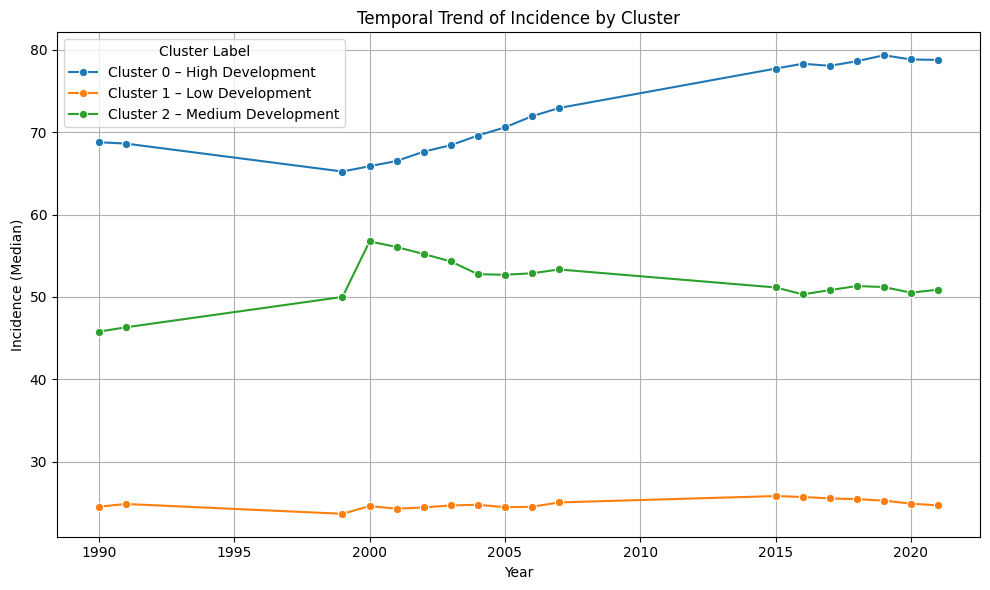 Temporal Trend of Incidence by Cluster
Cluster Label
Cluster 0 – High Development
Cluster 1 – Low Development
Cluster 2 – Medium Development
Incidence (Median)
80
70
60
50
40
30
1990
1995
2000
2005
2010
2015
2020
Year